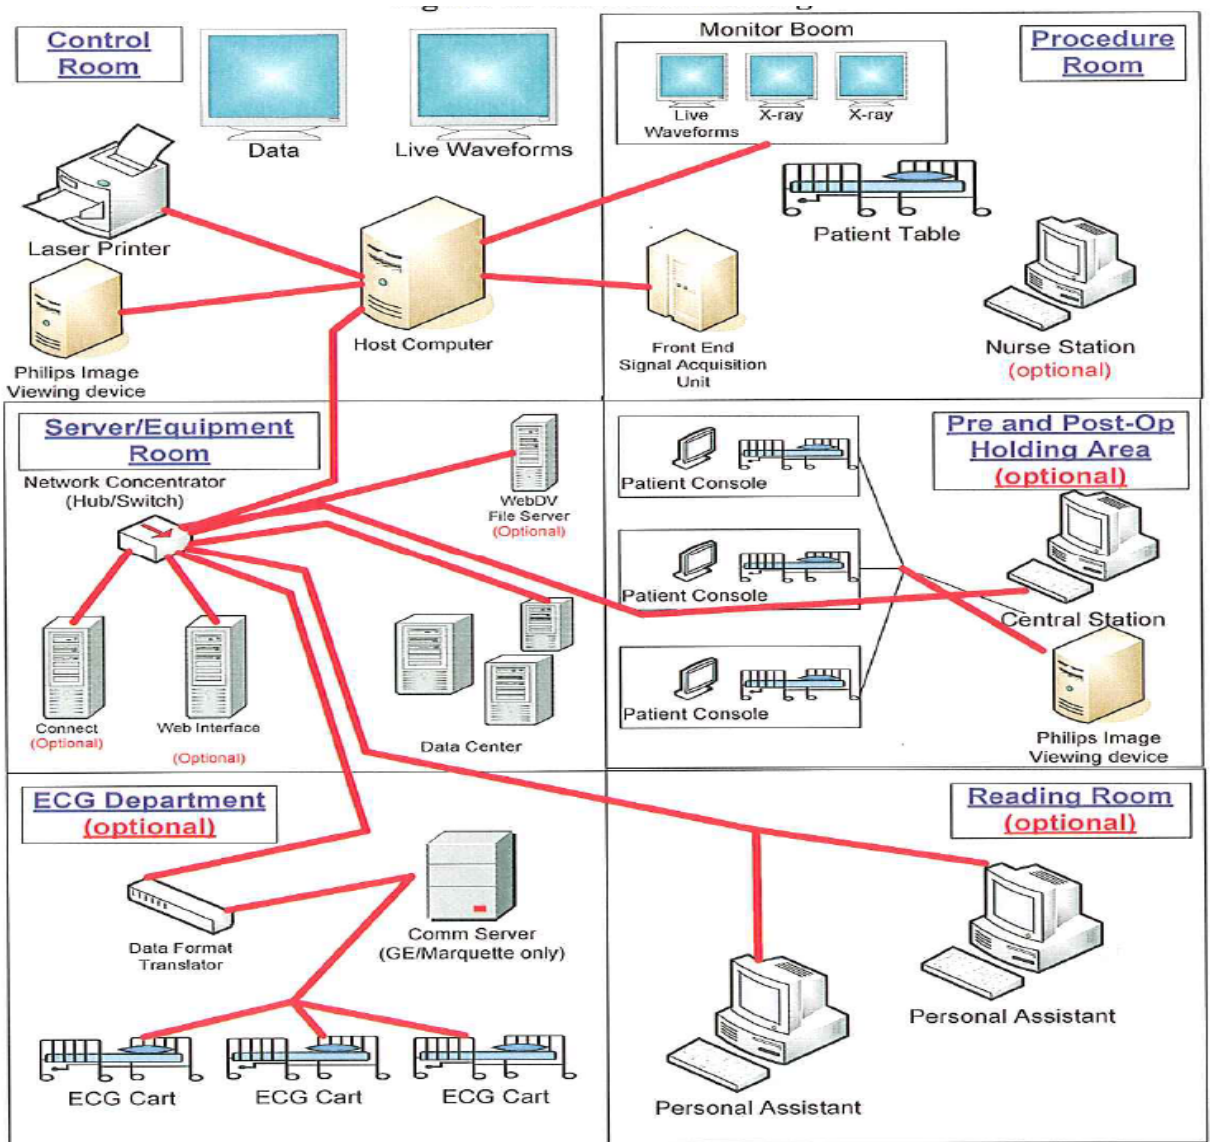 Control
Room
Data
Live Waveforms
Laser Printer
Host Computer
Philips Image
Viewing device
Monitor Boom
Procedure
Room
Live
Waveforms
X-ray
X-ray
Patient Table
Front End
Signal Acquisition
Unit
Nurse Station
(optional)
Server/Equipment
Room
Network Concentrator
(Hub/Switch)
WebDV
File Server
(Optional)
Connect
(Optional)
Web Interface
(Optional)
Data Center
Pre and Post-Op
Holding Area
(optional)
Patient Console
Patient Console
Patient Console
Central Station
Philips Image
Viewing device
ECG Department
(optional)
Data Format
Translator
Comm Server
(GE/Marquette only)
ECG Cart
ECG Cart
ECG Cart
Reading Room
(optional)
Personal Assistant
Personal Assistant